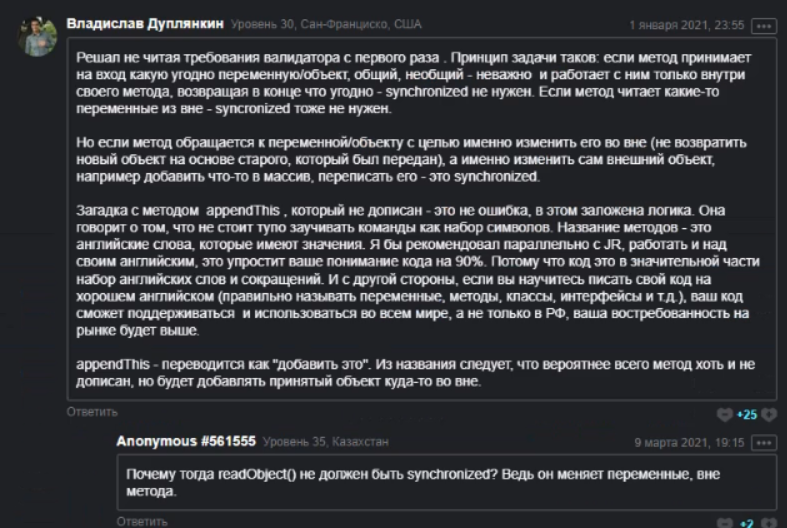 Владислав Дуплянкин Уровень 30, Сан-Франциско, США
1 января 2021, 23:55
Решал не читая требования валидатора с первого раза . Принцип задачи таков: если метод принимает
на вход какую угодно переменную/объект, общий, необщий - неважно и работает с ним только внутри
своего метода, возвращая в конце что угодно - synchronized не нужен. Если метод читает какие-то
переменные из вне - syncronized тоже не нужен.
Но если метод обращается к переменной/объекту с целью именно изменить его во вне (не возвратить
новый объект на основе старого, который был передан), а именно изменить сам внешний объект,
например добавить что-то в массив, переписать его - это synchronized.
Загадка с методом appendThis , который не дописан - это не ошибка, в этом заложена логика. Она
говорит о том, что не стоит тупо заучивать команды как набор символов. Название методов - это
английские слова, которые имеют значения. Я бы рекомендовал параллельно с JR, работать и над
своим английским, это упростит ваше понимание кода на 90%. Потому что код это в значительной части
набор английских слов и сокращений. И с другой стороны, если вы научитесь писать свой код на
хорошем английском (правильно называть переменные, методы, классы, интерфейсы и т.д.), ваш код
сможет поддерживаться и использоваться во всем мире, а не только в РФ, ваша востребованность на
рынке будет выше.
appendThis - переводится как "добавить это". Из названия следует, что вероятнее всего метод хоть и не
дописан, но будет добавлять принятый объект куда-то во вне.
Ответить
+25
Anonymous #561555 Уровень 35, Казахстан
9 марта 2021, 19:15
Почему тогда readObject() не должен быть synchronized? Ведь он меняет переменные, вне
метода.
Ответить
+2